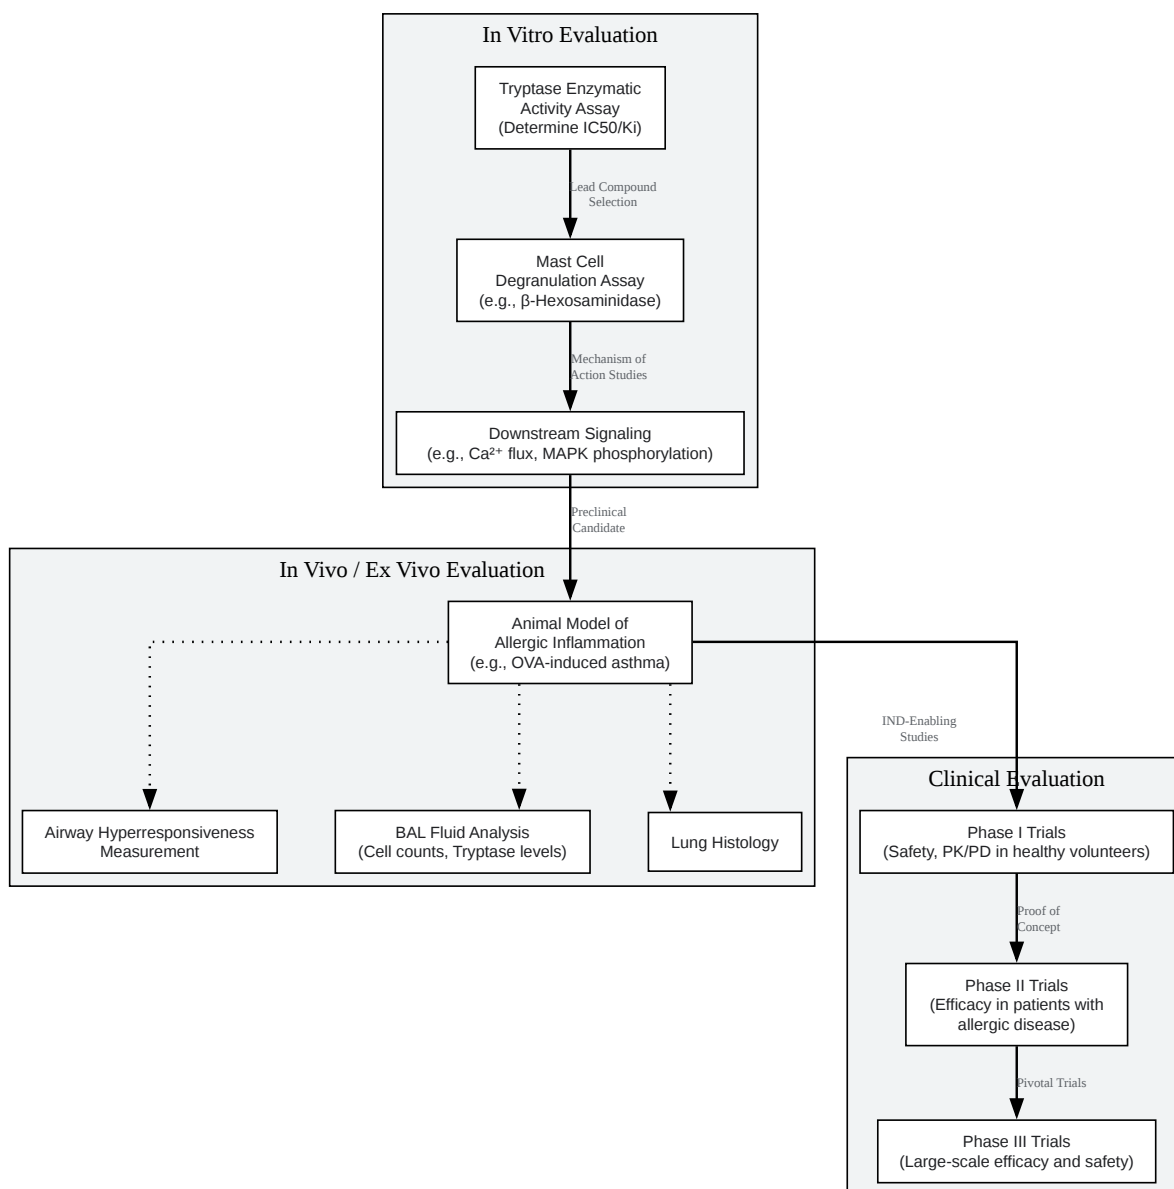 In Vitro Evaluation
Tryptase Enzymatic
Activity Assay
(Determine IC50/Ki)
Lead Compound
Selection
Mast Cell
Degranulation Assay
(e.g., β-Hexosaminidase)
Mechanism of
Action Studies
Downstream Signaling
(e.g., Ca²⁺ flux, MAPK phosphorylation)
Preclinical
Candidate
In Vivo / Ex Vivo Evaluation
Animal Model of
Allergic Inflammation
(e.g., OVA-induced asthma)
IND-Enabling
Studies
Airway Hyperresponsiveness
Measurement
BAL Fluid Analysis
(Cell counts, Tryptase levels)
Lung Histology
Clinical Evaluation
Phase I Trials
(Safety, PK/PD in healthy volunteers)
Proof of
Concept
Phase II Trials
(Efficacy in patients with
allergic disease)
Pivotal Trials
Phase III Trials
(Large-scale efficacy and safety)